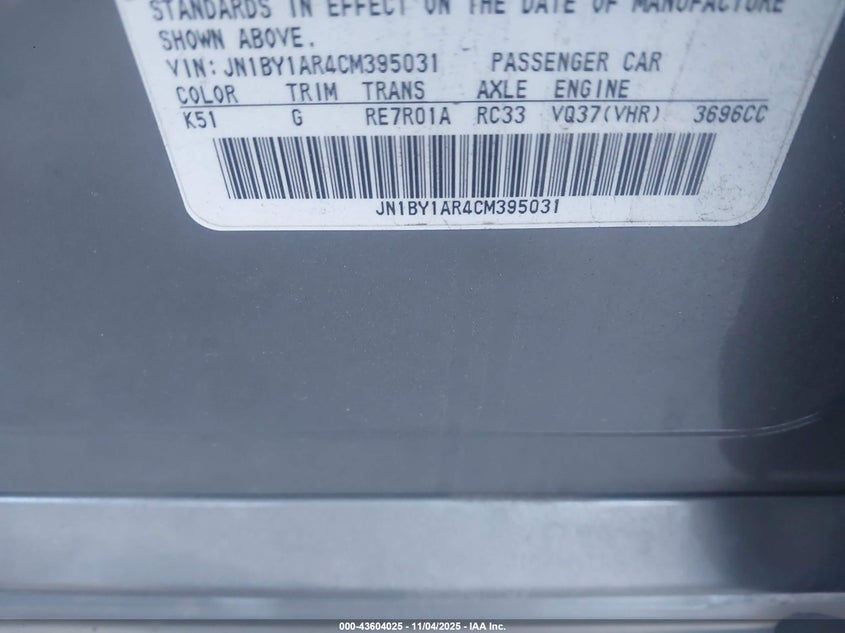 STANDARDS IN EFFECT ON THE DATE OF MANUFACTURE
SHOWN ABOVE.
VIN: JN1BY1AR4CM395031 PASSENGER CAR
COLOR TRIM TRANS AXLE ENGINE
K51 G RE7R01A RC33 VQ37(VHR) 3696CC
JN1BY1AR4CM395031
000-43604025 - 11/04/2025 - IAA Inc.